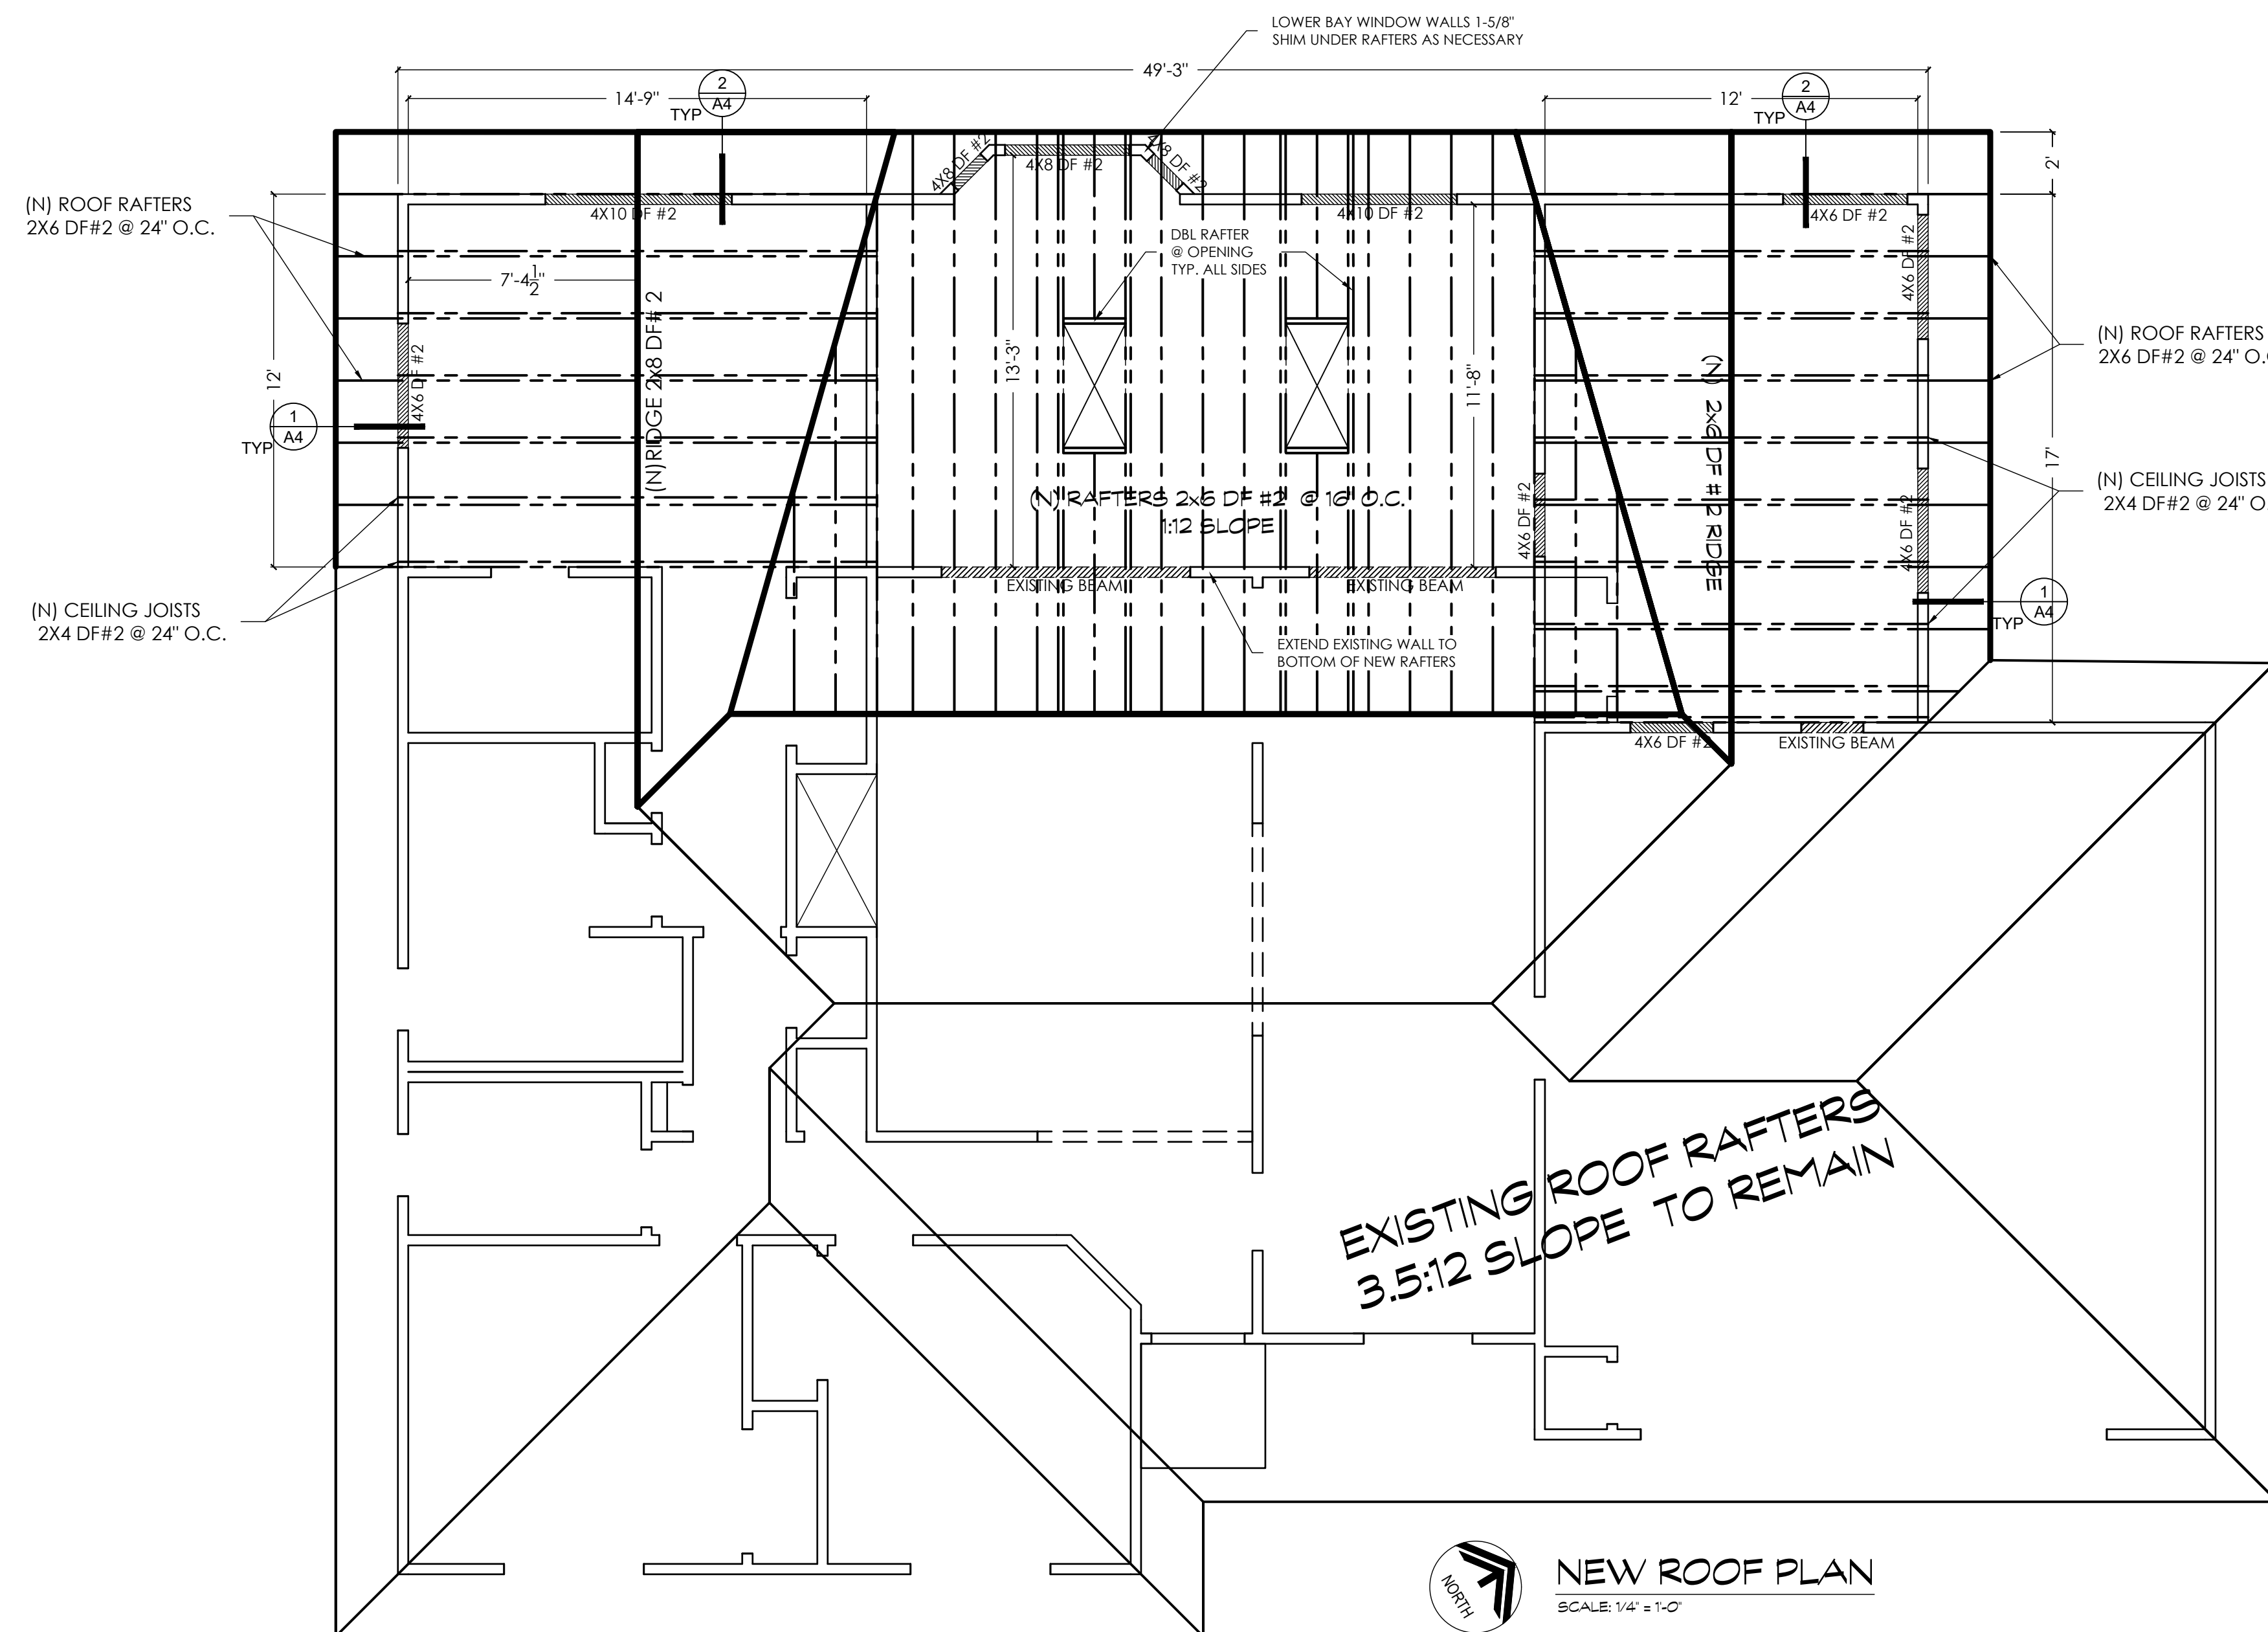 LOWER BAY WINDOW WALLS 1-5/8"
SHIM UNDER RAFTERS AS NECESSARY
49'-3"
14'-9"
2
A4
TYP
12'
2
A4
TYP
2'
4X8 DF #2
4X8 DF #2
4X8 DF #2
(N) ROOF RAFTERS
2X6 DF#2 @ 24" O.C.
4X10 DF #2
4X10 DF #2
4X6 DF #2
4X6 DF #2
DBL RAFTER
@ OPENING
TYP. ALL SIDES
7'-4 1/2"
(N)RIDGE 2x8 DF# 2
13'-3"
11'-8"
12'
4X6 DF #2
(N) 2x6 DF # 2 RIDGE
(N) ROOF RAFTERS
2X6 DF#2 @ 24" O.
1
A4
TYP
17'
(N) CEILING JOISTS
2X4 DF#2 @ 24" O.
(N) RAFTERS 2x6 DF #2 @ 16" O.C.
1:12 SLOPE
4X6 DF #2
4X6 DF #2
EXISTING BEAM
EXISTING BEAM
(N) CEILING JOISTS
2X4 DF#2 @ 24" O.C.
1
A4
TYP
EXTEND EXISTING WALL TO
BOTTOM OF NEW RAFTERS
4X6 DF #2
EXISTING BEAM
EXISTING ROOF RAFTERS
3.5:12 SLOPE TO REMAIN
NORTH
NEW ROOF PLAN
SCALE: 1/4" = 1'-0"